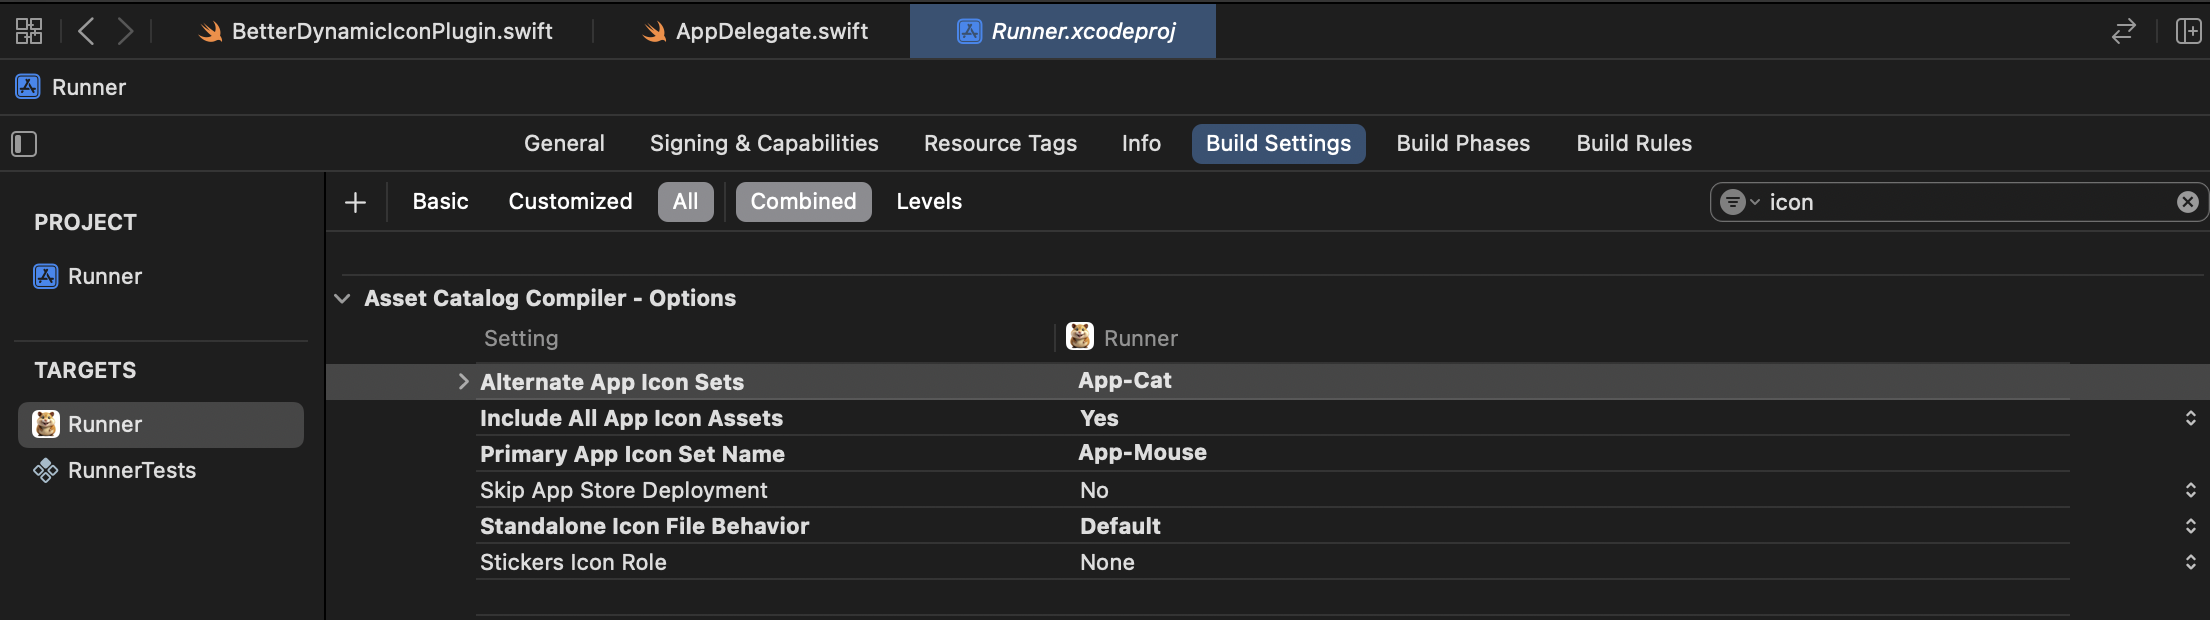 BetterDynamicIconPlugin.swift AppDelegate.swift Runner.xcodeproj
Runner
General Signing & Capabilities Resource Tags Info Build Settings Build Phases Build Rules
Basic Customized All Combined Levels icon
PROJECT
Runner
TARGETS
Runner
RunnerTests
Asset Catalog Compiler - Options
Setting Runner
Alternate App Icon Sets App-Cat
Include All App Icon Assets Yes
Primary App Icon Set Name App-Mouse
Skip App Store Deployment No
Standalone Icon File Behavior Default
Stickers Icon Role None